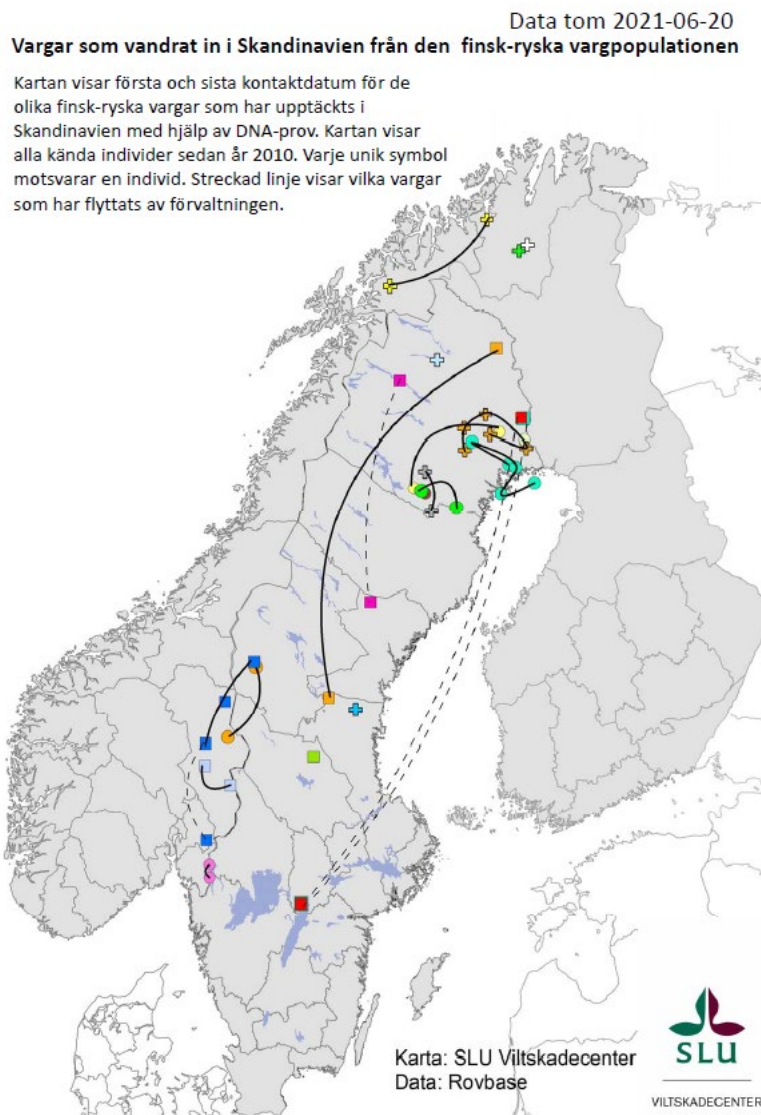 Data tom 2021-06-20
Vargar som vandrat in i Skandinavien från den finsk-ryska vargpopulationen
Kartan visar första och sista kontaktdatum för de
olika finsk-ryska vargar som har upptäckts i
Skandinavien med hjälp av DNA-prov. Kartan visar
alla kända individer sedan år 2010. Varje unik symbol
motsvarar en individ. Streckad linje visar vilka vargar
som har flyttats av förvaltningen.
Karta: SLU Viltskadecenter
Data: Rovbase
SLU
VILTSKADECENTER